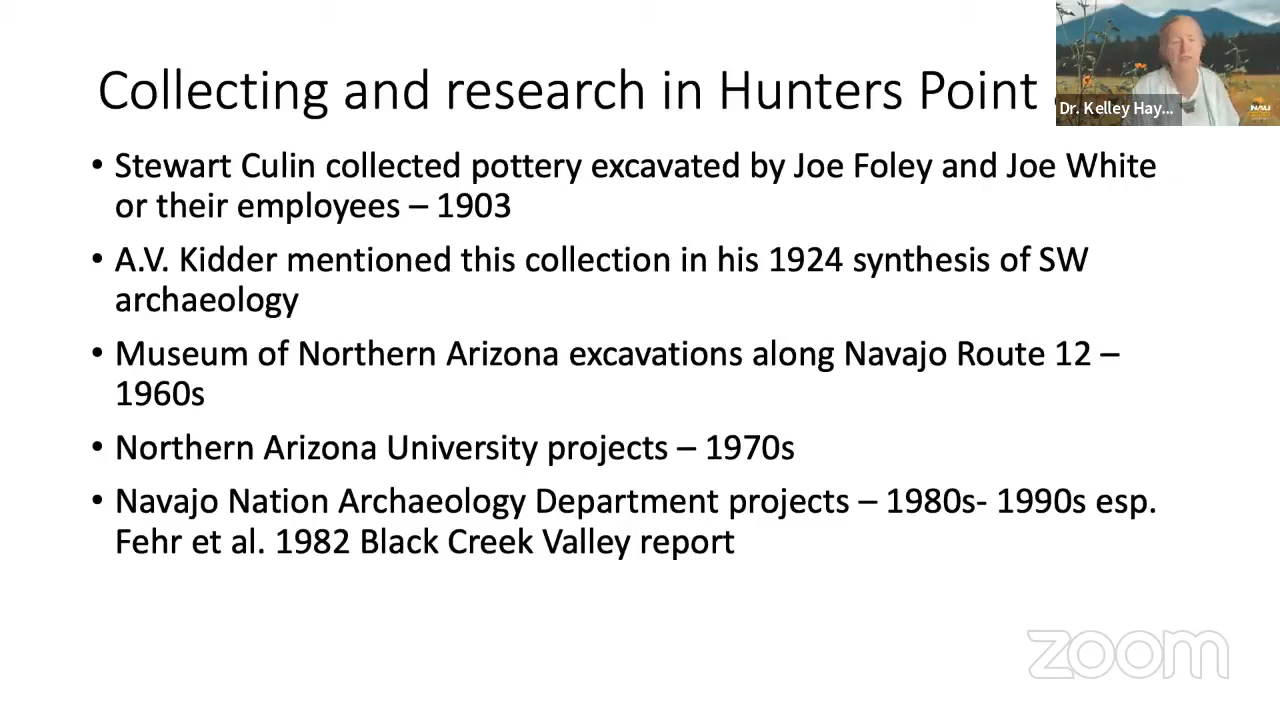 Collecting and research in Hunters Point
Dr. Kelley Hay...
NAU
• Stewart Culin collected pottery excavated by Joe Foley and Joe White
or their employees – 1903
• A.V. Kidder mentioned this collection in his 1924 synthesis of SW
archaeology
• Museum of Northern Arizona excavations along Navajo Route 12 –
1960s
• Northern Arizona University projects – 1970s
• Navajo Nation Archaeology Department projects – 1980s- 1990s esp.
Fehr et al. 1982 Black Creek Valley report
zoom